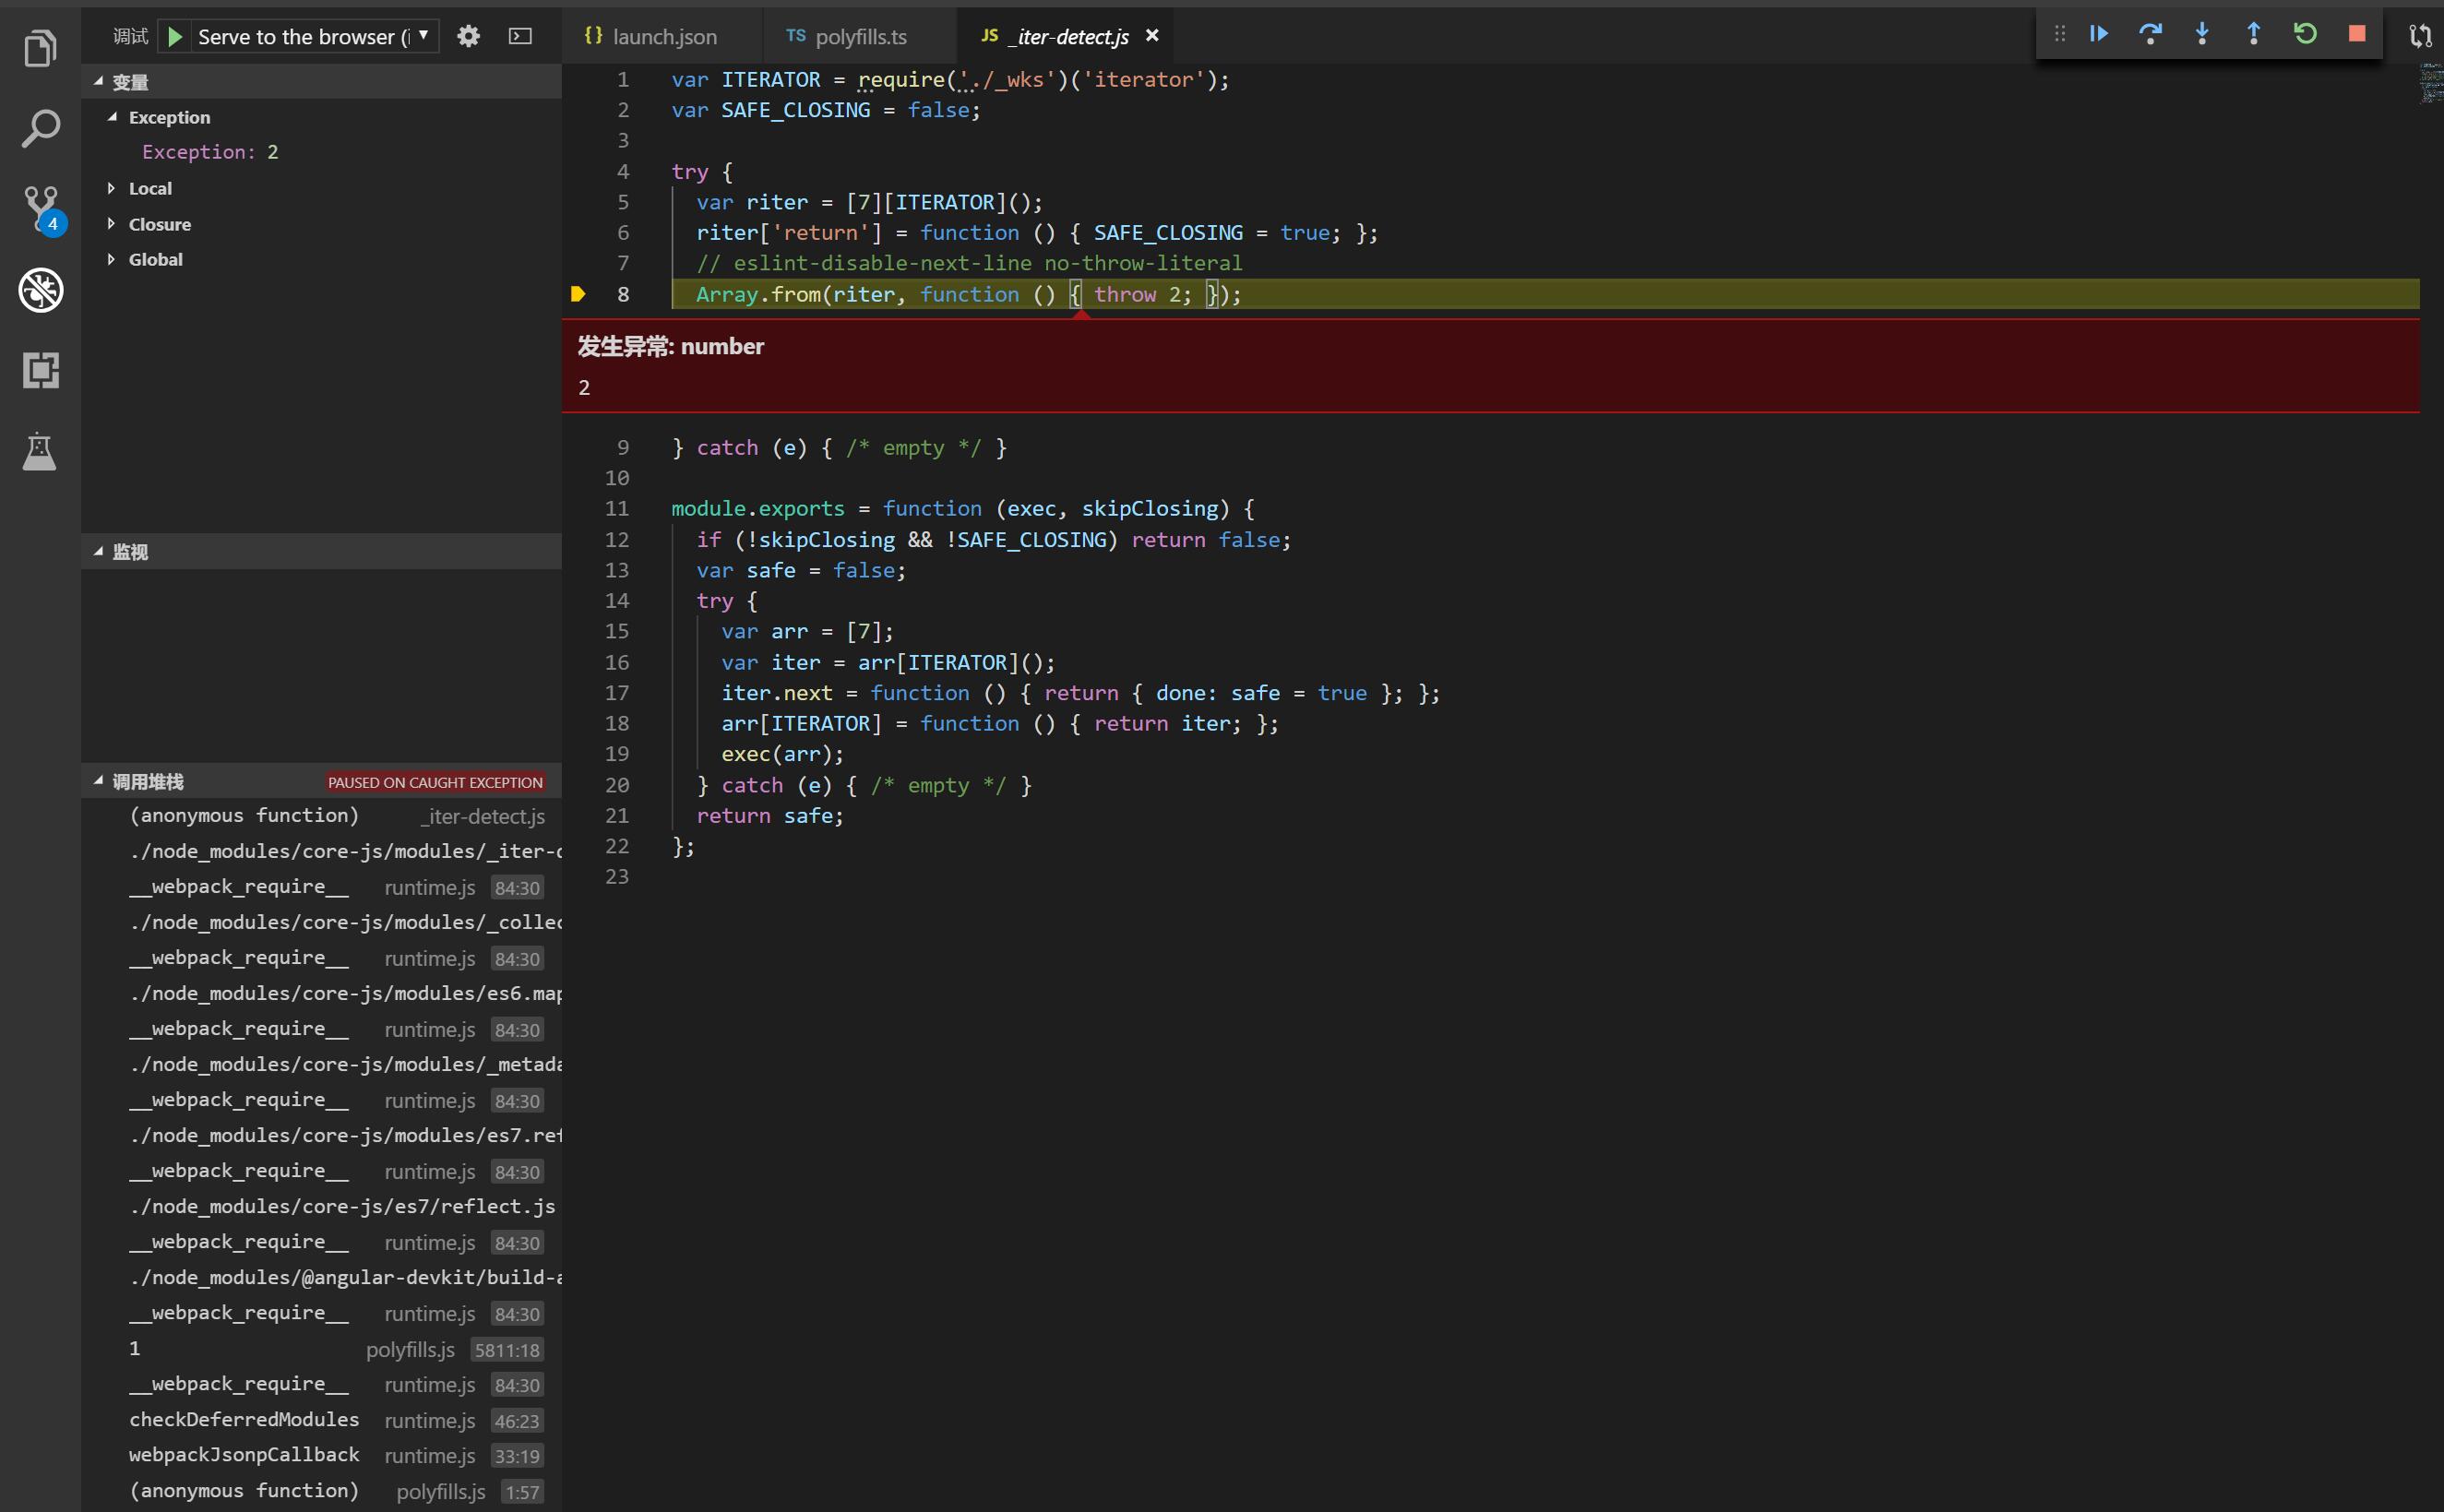 调试 Serve to the browser (i
{} launch.json
TS polyfills.ts
JS _iter-detect.js
变量
Exception
Exception: 2
Local
Closure
Global
4
监视
调用堆栈 PAUSED ON CAUGHT EXCEPTION
(anonymous function) _iter-detect.js
./node_modules/core-js/modules/_iter-d
__webpack_require__ runtime.js 84:30
./node_modules/core-js/modules/_collec
__webpack_require__ runtime.js 84:30
./node_modules/core-js/modules/es6.map
__webpack_require__ runtime.js 84:30
./node_modules/core-js/modules/_metada
__webpack_require__ runtime.js 84:30
./node_modules/core-js/modules/es7.ref
__webpack_require__ runtime.js 84:30
./node_modules/core-js/es7/reflect.js
__webpack_require__ runtime.js 84:30
./node_modules/@angular-devkit/build-a
__webpack_require__ runtime.js 84:30
1 polyfills.js 5811:18
__webpack_require__ runtime.js 84:30
checkDeferredModules runtime.js 46:23
webpackJsonpCallback runtime.js 33:19
(anonymous function) polyfills.js 1:57
1 var ITERATOR = require('./_wks')('iterator');
2 var SAFE_CLOSING = false;
3
4 try {
5 var riter = [7][ITERATOR]();
6 riter['return'] = function () { SAFE_CLOSING = true; };
7 // eslint-disable-next-line no-throw-literal
8 Array.from(riter, function () { throw 2; });
发生异常: number
2
9 } catch (e) { /* empty */ }
10
11 module.exports = function (exec, skipClosing) {
12 if (!skipClosing && !SAFE_CLOSING) return false;
13 var safe = false;
14 try {
15 var arr = [7];
16 var iter = arr[ITERATOR]();
17 iter.next = function () { return { done: safe = true }; };
18 arr[ITERATOR] = function () { return iter; };
19 exec(arr);
20 } catch (e) { /* empty */ }
21 return safe;
22 };
23